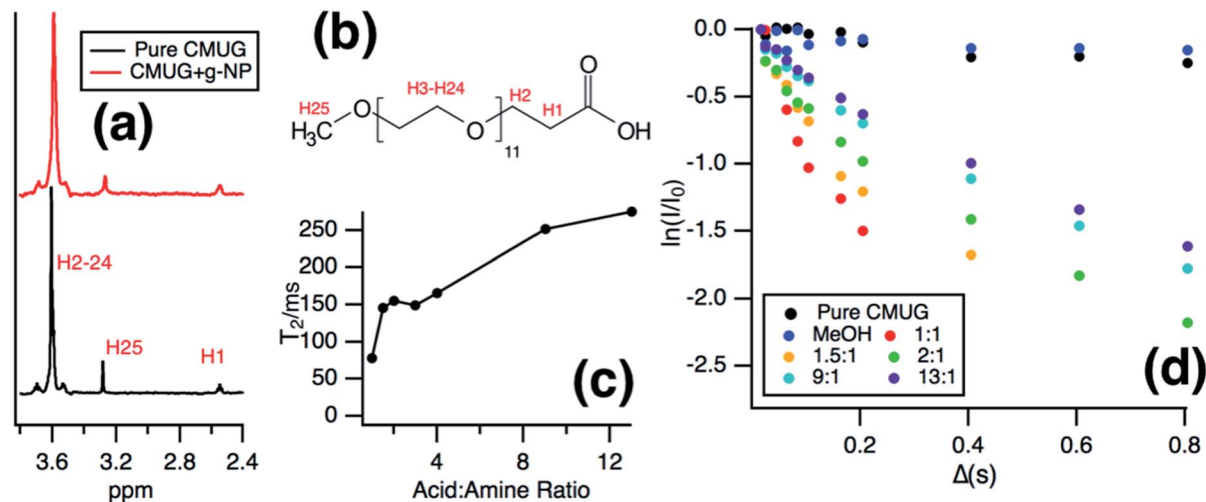 Pure CMUG
CMUG+g-NP
(a)
H2-24
H25
H1
3.6 3.2 2.8 2.4
ppm
(b)
H25
H3-H24
H2
H1
O
H3C
O
O
OH
11
250
200
150
100
50
0
T2/ms
(c)
4 8 12
Acid:Amine Ratio
0.0
-0.5
-1.0
-1.5
-2.0
-2.5
ln(I/I0)
Pure CMUG
MeOH 1:1
1.5:1 2:1
9:1 13:1
(d)
0.2 0.4 0.6 0.8
Δ(s)